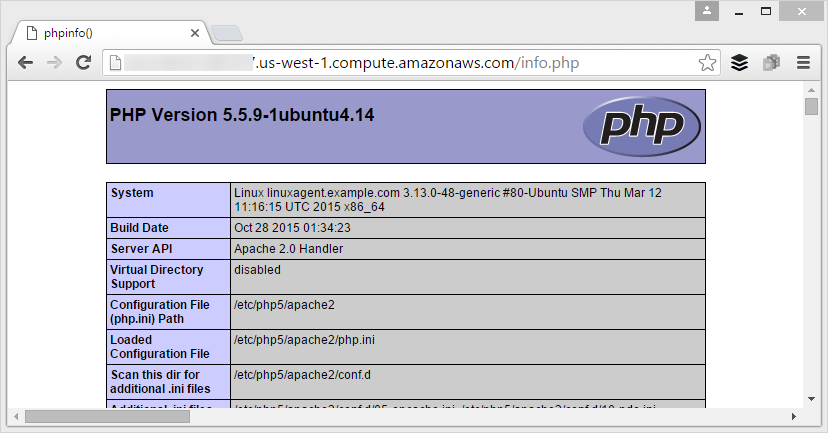 phpinfo()
.us-west-1.compute.amazonaws.com/info.php
PHP Version 5.5.9-1ubuntu4.14
php
System
Linux linuxagent.example.com 3.13.0-48-generic #80-Ubuntu SMP Thu Mar 12
11:16:15 UTC 2015 x86_64
Build Date
Oct 28 2015 01:34:23
Server API
Apache 2.0 Handler
Virtual Directory
Support
disabled
Configuration File
(php.ini) Path
/etc/php5/apache2
Loaded
Configuration File
/etc/php5/apache2/php.ini
Scan this dir for
additional .ini files
/etc/php5/apache2/conf.d
Additional .ini files